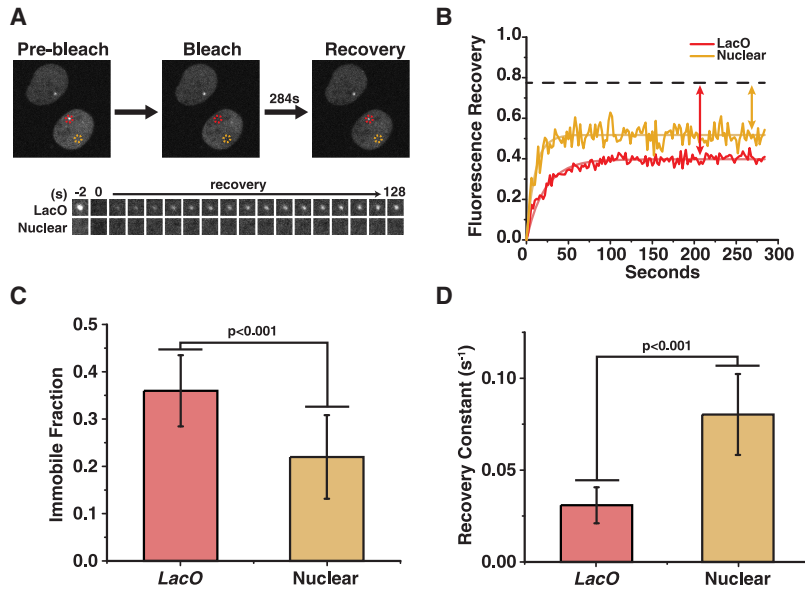 A
Pre-bleach
Bleach
Recovery
284s
(s) -2 0 recovery 128
LacO
Nuclear
B
Fluorescence Recovery
1.0
0.8
0.6
0.4
0.2
0.0
0 50 100 150 200 250 300
Seconds
LacO
Nuclear
C
Immobile Fraction
0.5
0.4
0.3
0.2
0.1
0.0
p<0.001
LacO Nuclear
D
Recovery Constant (s⁻¹)
0.10
0.05
0.00
p<0.001
LacO Nuclear